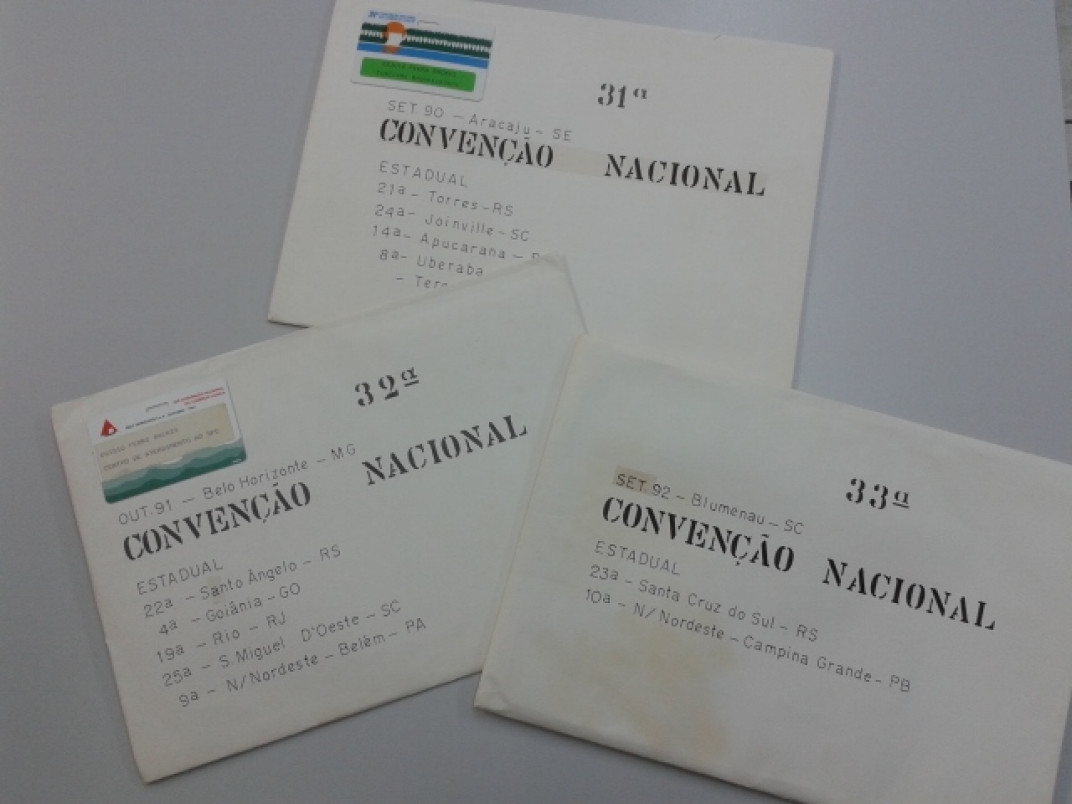 31ª
SET 90 - Aracaju - SE
CONVENÇÃO NACIONAL
ESTADUAL
21a - Torres - RS
24a - Joinville - SC
14a - Apucarana -
8a - Uberaba
32ª
OUT. 91 - Belo Horizonte - MG
CONVENÇÃO NACIONAL
ESTADUAL
22a - Santo Ângelo - RS
4a - Goiânia - GO
19a - Rio - RJ
25a - S. Miguel D'Oeste - SC
9a - N/Nordeste - Belém - PA
33ª
SET. 92 - Blumenau - SC
CONVENÇÃO NACIONAL
ESTADUAL
23a - Santa Cruz do Sul - RS
10a - N/Nordeste - Campina Grande - PB